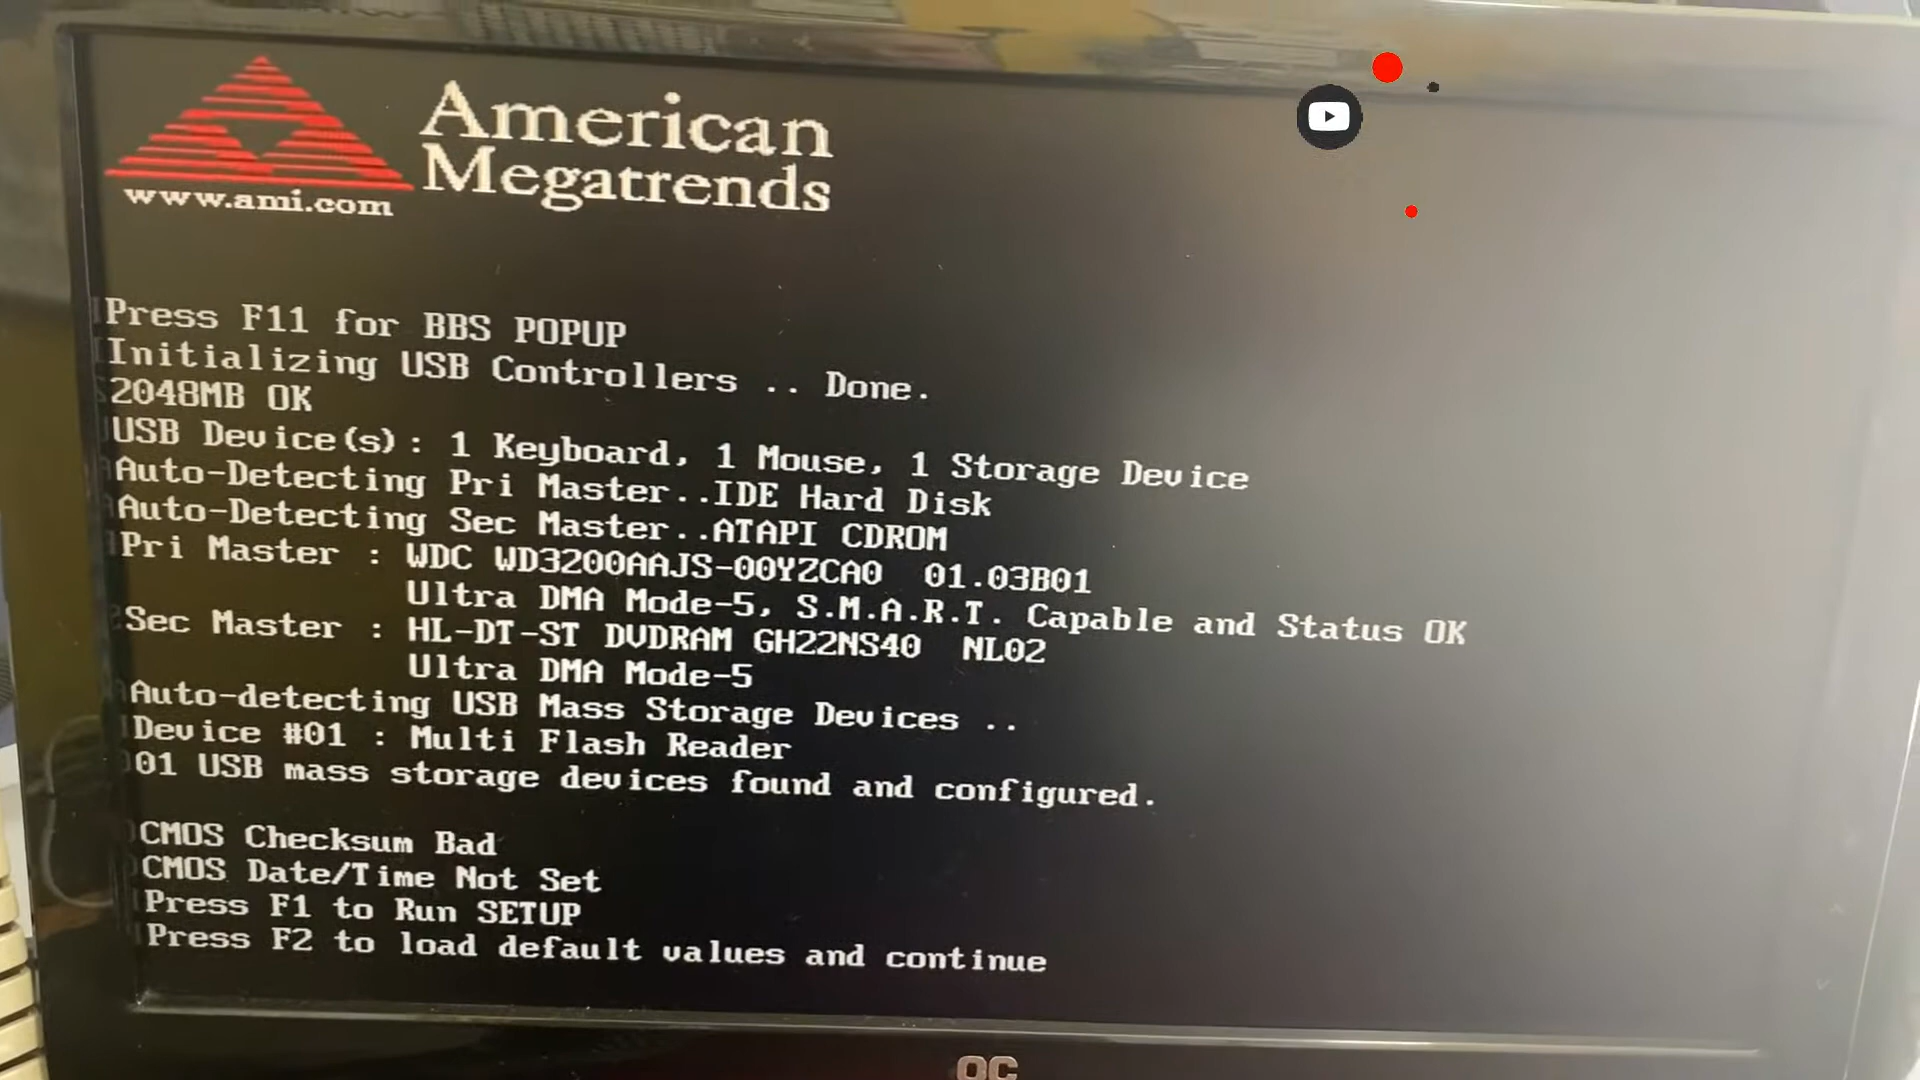 American
Megatrends
www.ami.com
Press F11 for BBS POPUP
Initializing USB Controllers .. Done.
2048MB OK
USB Device(s): 1 Keyboard, 1 Mouse, 1 Storage Device
Auto-Detecting Pri Master..IDE Hard Disk
Auto-Detecting Sec Master..ATAPI CDROM
Pri Master : WDC WD3200AAJS-00YZCA0 01.03B01
Ultra DMA Mode-5, S.M.A.R.T. Capable and Status OK
Sec Master : HL-DT-ST DVDRAM GH22NS40 NL02
Ultra DMA Mode-5
Auto-detecting USB Mass Storage Devices ..
Device #01 : Multi Flash Reader
01 USB mass storage devices found and configured.
CMOS Checksum Bad
CMOS Date/Time Not Set
Press F1 to Run SETUP
Press F2 to load default values and continue